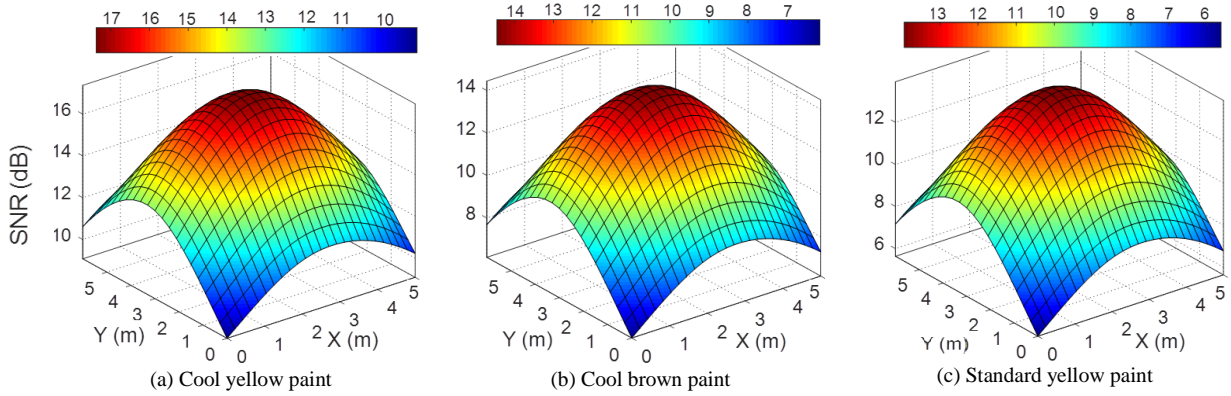 17 16 15 14 13 12 11 10
14 13 12 11 10 9 8 7
13 12 11 10 9 8 7 6
SNR (dB)
16
14
12
10
14
12
10
8
12
10
8
6
5 4 3 2 1 0
Y (m)
0 1 2 3 4 5
X (m)
5 4 3 2 1 0
Y (m)
0 1 2 3 4 5
X (m)
5 4 3 2 1 0
Y (m)
0 1 2 3 4 5
X (m)
(a) Cool yellow paint
(b) Cool brown paint
(c) Standard yellow paint